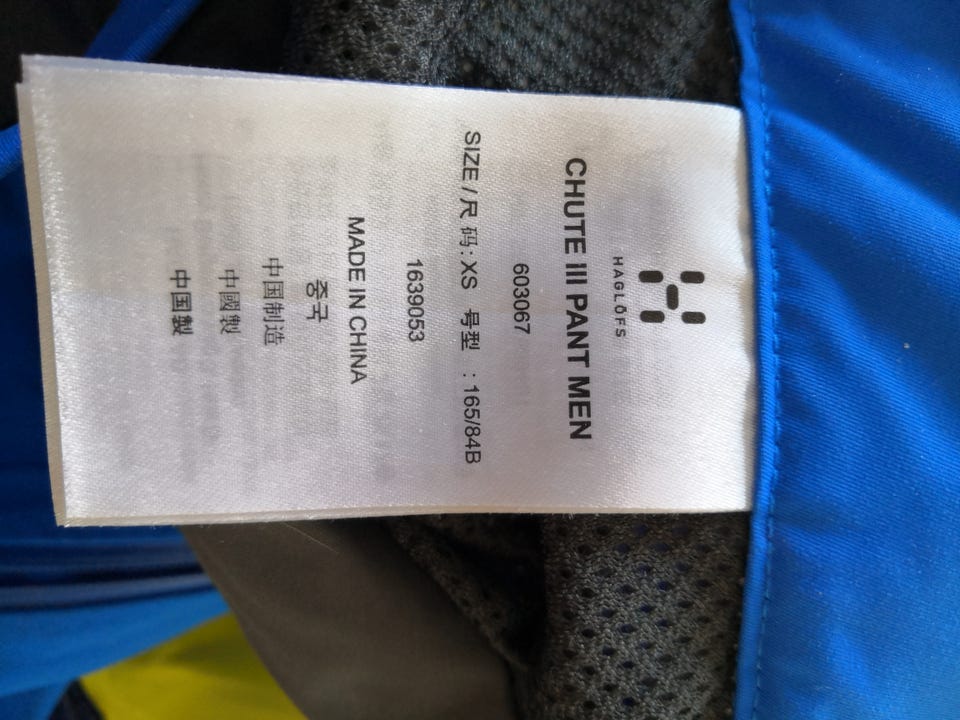 HAGLÖFS
CHUTE III PANT MEN
603067
SIZE / 尺 码 : XS 号型 : 165/84B
1639053
MADE IN CHINA
중국
中国制造
中國製
中国製